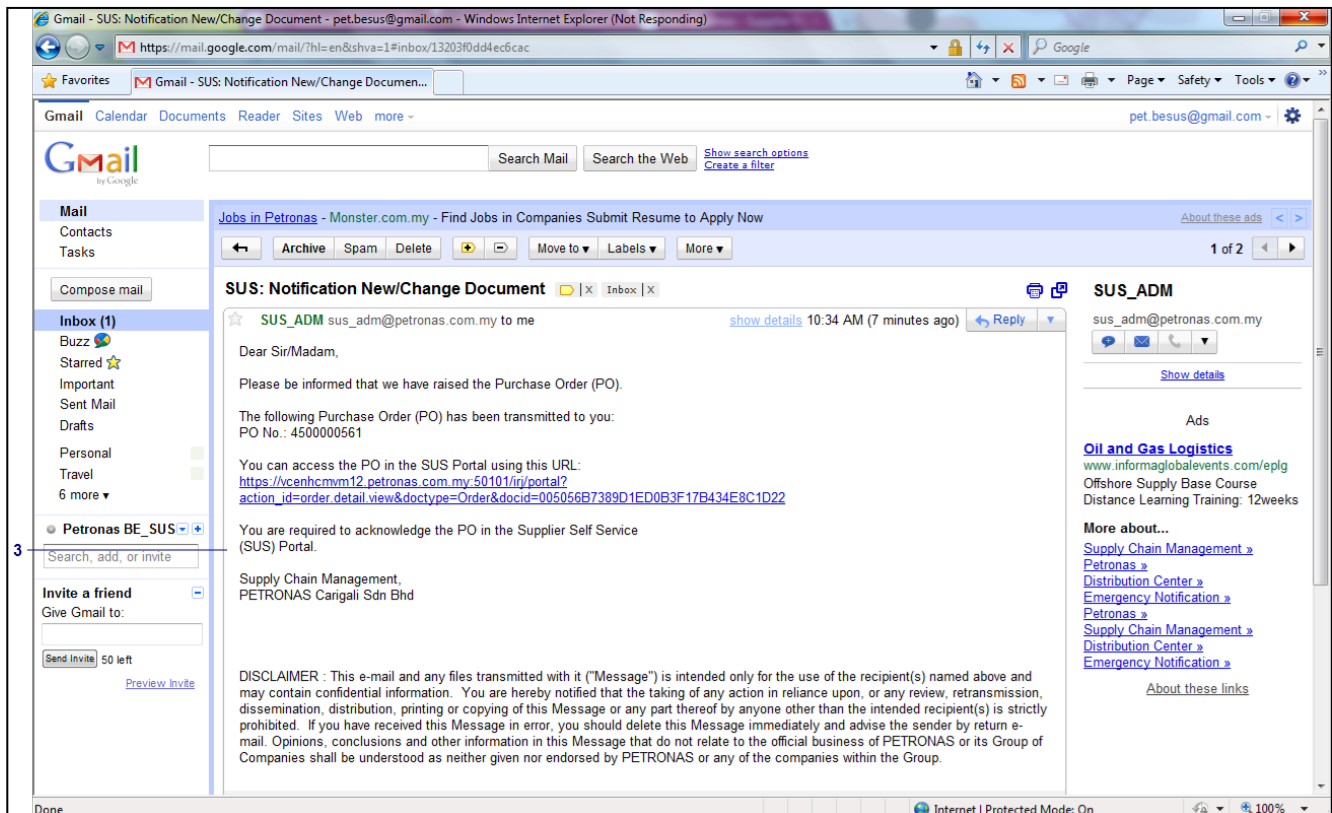 Gmail - SUS: Notification New/Change Document - pet.besus@gmail.com - Windows Internet Explorer (Not Responding)
https://mail.google.com/mail/?hl=en&shva=1#inbox/13203f0dd4ec6cac
Google
Favorites
Gmail - SUS: Notification New/Change Documen...
Page Safety Tools
Gmail Calendar Documents Reader Sites Web more
pet.besus@gmail.com
Gmail
by Google
Search Mail
Search the Web
Show search options
Create a filter
Mail
Contacts
Tasks
Compose mail
Inbox (1)
Buzz
Starred
Important
Sent Mail
Drafts
Personal
Travel
6 more
Petronas BE_SUS
3
Search, add, or invite
Invite a friend
Give Gmail to:
Send Invite 50 left
Preview Invite
Jobs in Petronas - Monster.com.my - Find Jobs in Companies Submit Resume to Apply Now
About these ads < >
Archive Spam Delete Move to Labels More
1 of 2
SUS: Notification New/Change Document X Inbox X
SUS_ADM sus_adm@petronas.com.my to me
show details 10:34 AM (7 minutes ago) Reply
Dear Sir/Madam,
Please be informed that we have raised the Purchase Order (PO).
The following Purchase Order (PO) has been transmitted to you:
PO No.: 4500000561
You can access the PO in the SUS Portal using this URL:
https://vcenhcmvm12.petronas.com.my:50101/irj/portal?
action_id=order.detail.view&doctype=Order&docid=005056B7389D1ED0B3F17B434E8C1D22
You are required to acknowledge the PO in the Supplier Self Service
(SUS) Portal.
Supply Chain Management,
PETRONAS Carigali Sdn Bhd
DISCLAIMER : This e-mail and any files transmitted with it ("Message") is intended only for the use of the recipient(s) named above and
may contain confidential information. You are hereby notified that the taking of any action in reliance upon, or any review, retransmission,
dissemination, distribution, printing or copying of this Message or any part thereof by anyone other than the intended recipient(s) is strictly
prohibited. If you have received this Message in error, you should delete this Message immediately and advise the sender by return e-
mail. Opinions, conclusions and other information in this Message that do not relate to the official business of PETRONAS or its Group of
Companies shall be understood as neither given nor endorsed by PETRONAS or any of the companies within the Group.
SUS_ADM
sus_adm@petronas.com.my
Show details
Ads
Oil and Gas Logistics
www.informaglobalevents.com/eplg
Offshore Supply Base Course
Distance Learning Training: 12weeks
More about...
Supply Chain Management »
Petronas »
Distribution Center »
Emergency Notification »
Petronas »
Supply Chain Management »
Distribution Center »
Emergency Notification »
About these links
Done
Internet | Protected Mode: On
100%